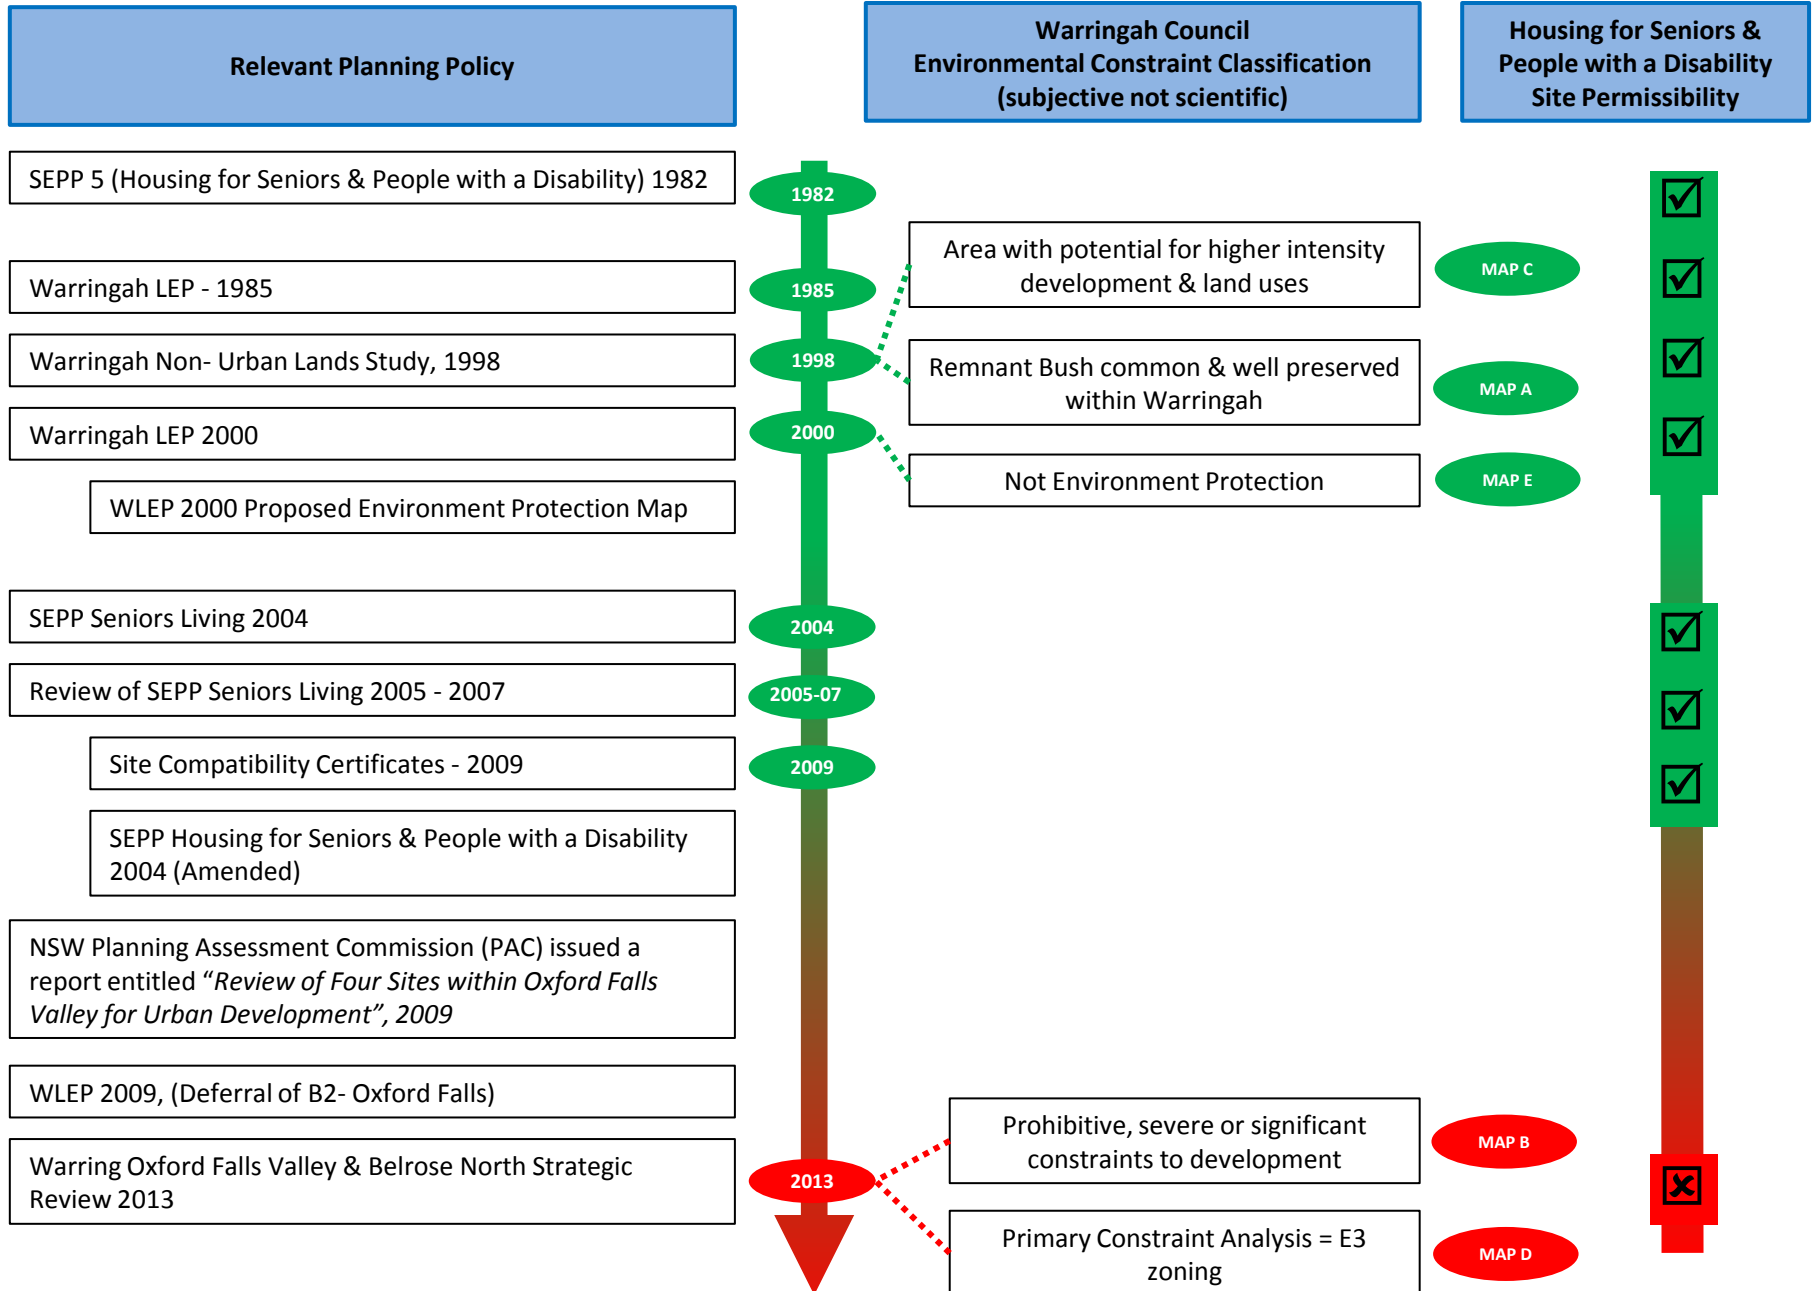 Relevant Planning Policy
Warringah Council
Environmental Constraint Classification
(subjective not scientific)
Housing for Seniors &
People with a Disability
Site Permissibility
SEPP 5 (Housing for Seniors & People with a Disability) 1982
1982
Area with potential for higher intensity
development & land uses
MAP C
Warringah LEP - 1985
1985
Warringah Non- Urban Lands Study, 1998
1998
Remnant Bush common & well preserved
within Warringah
MAP A
Warringah LEP 2000
2000
Not Environment Protection
MAP E
WLEP 2000 Proposed Environment Protection Map
SEPP Seniors Living 2004
2004
Review of SEPP Seniors Living 2005 - 2007
2005-07
Site Compatibility Certificates - 2009
2009
SEPP Housing for Seniors & People with a Disability
2004 (Amended)
NSW Planning Assessment Commission (PAC) issued a
report entitled “Review of Four Sites within Oxford Falls
Valley for Urban Development”, 2009
WLEP 2009, (Deferral of B2- Oxford Falls)
Prohibitive, severe or significant
constraints to development
MAP B
Warring Oxford Falls Valley & Belrose North Strategic
Review 2013
2013
Primary Constraint Analysis = E3
zoning
MAP D